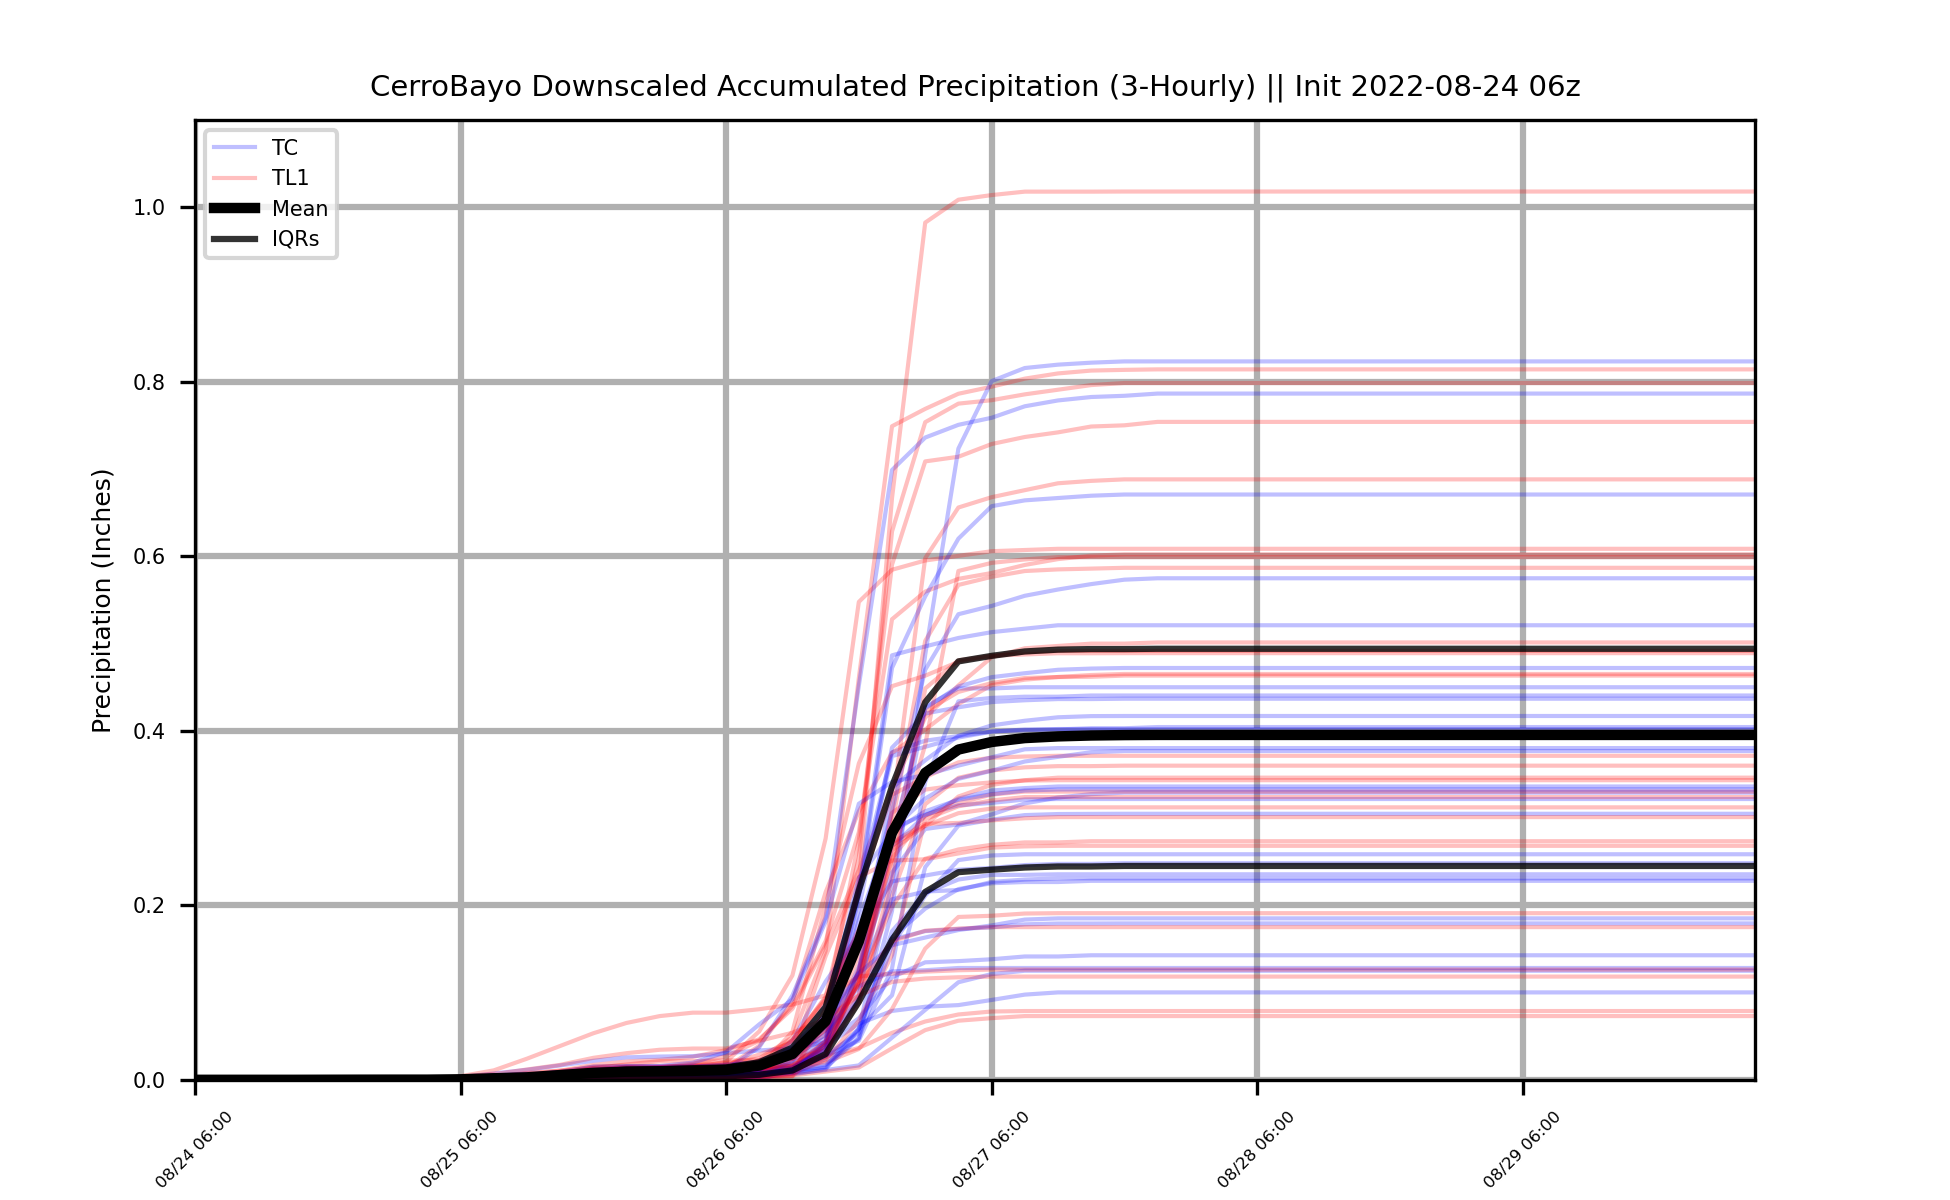 CerroBayo Downscaled Accumulated Precipitation (3-Hourly) || Init 2022-08-24 06z
TC
TL1
Mean
IQRs
Precipitation (Inches)
1.0
0.8
0.6
0.4
0.2
0.0
08/24 06:00
08/25 06:00
08/26 06:00
08/27 06:00
08/28 06:00
08/29 06:00